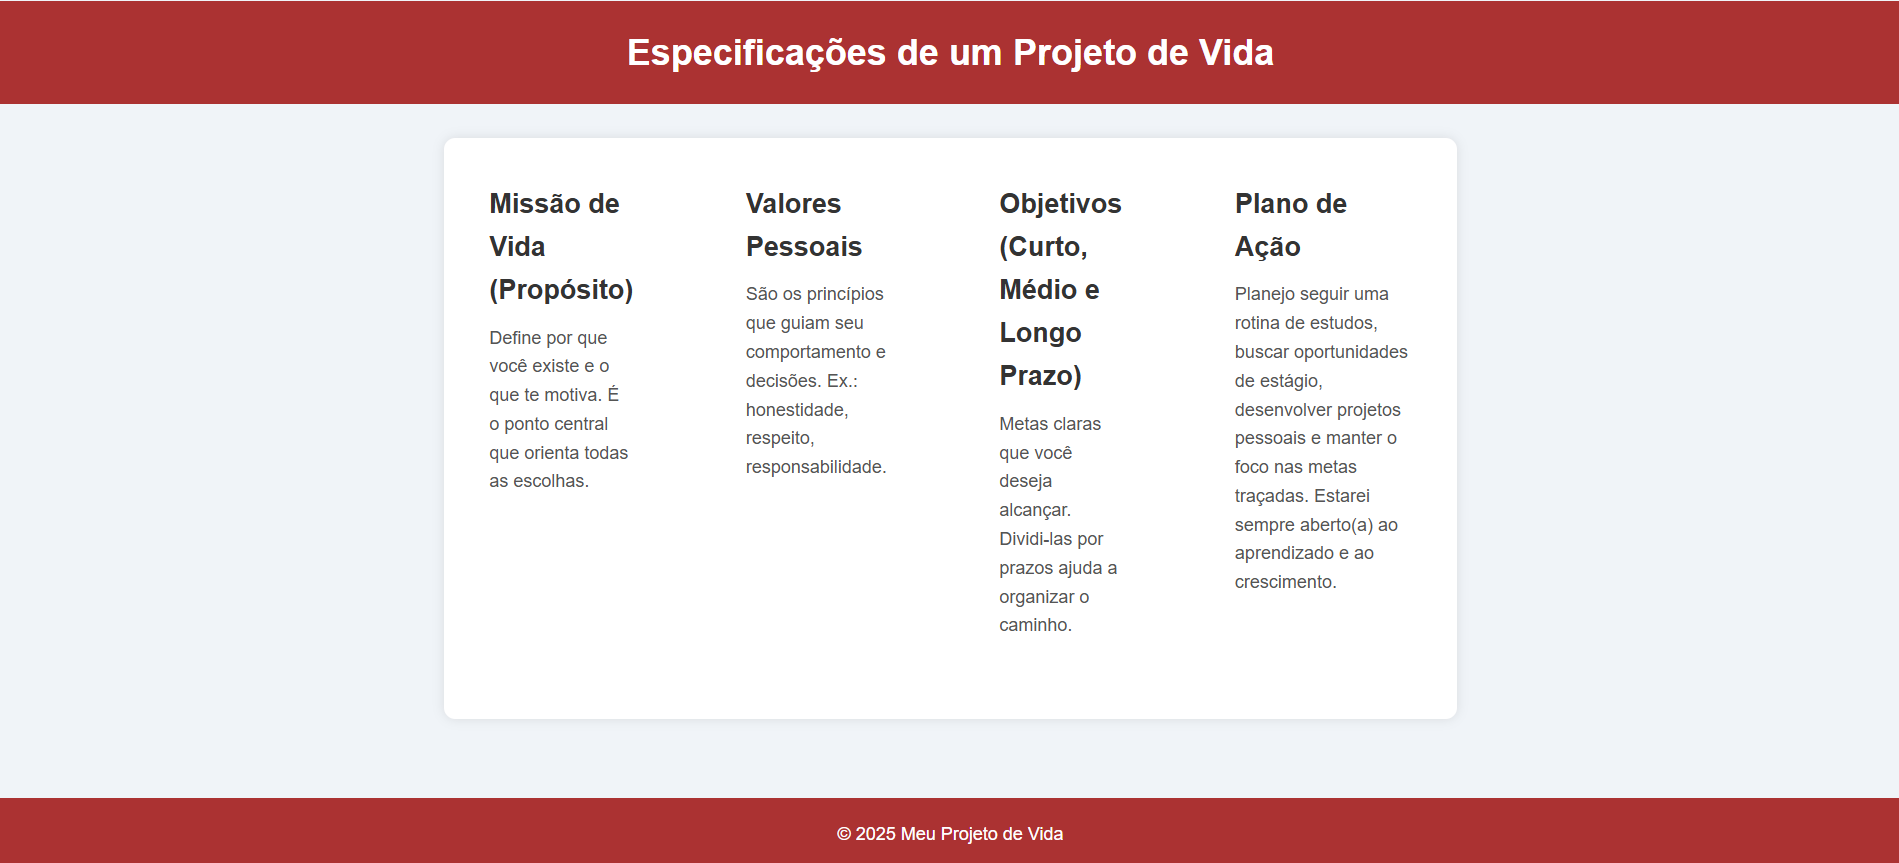 Especificações de um Projeto de Vida
Missão de
Vida
(Propósito)
Define por que
você existe e o
que te motiva. É
o ponto central
que orienta todas
as escolhas.
Valores
Pessoais
São os princípios
que guiam seu
comportamento e
decisões. Ex.:
honestidade,
respeito,
responsabilidade.
Objetivos
(Curto,
Médio e
Longo
Prazo)
Metas claras
que você
deseja
alcançar.
Dividi-las por
prazos ajuda a
organizar o
caminho.
Plano de
Ação
Planejo seguir uma
rotina de estudos,
buscar oportunidades
de estágio,
desenvolver projetos
pessoais e manter o
foco nas metas
traçadas. Estarei
sempre aberto(a) ao
aprendizado e ao
crescimento.
© 2025 Meu Projeto de Vida